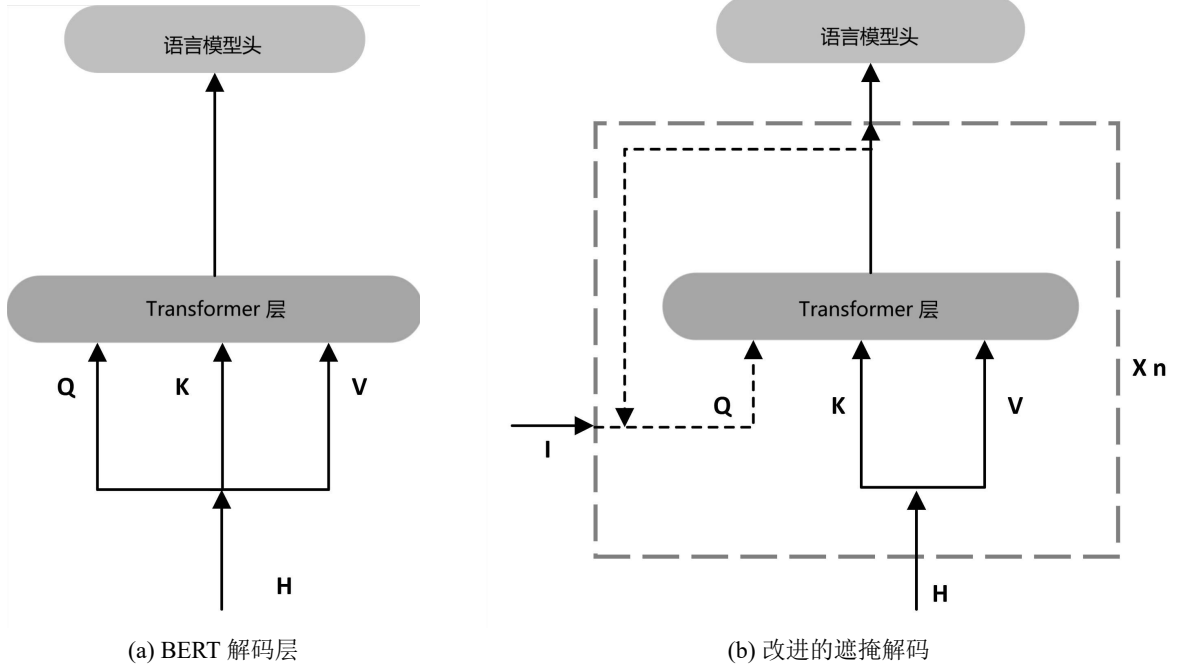 语言模型头
Transformer 层
Q
K
V
H
(a) BERT 解码层
语言模型头
Transformer 层
Q
K
V
X n
I
H
(b) 改进的遮掩解码